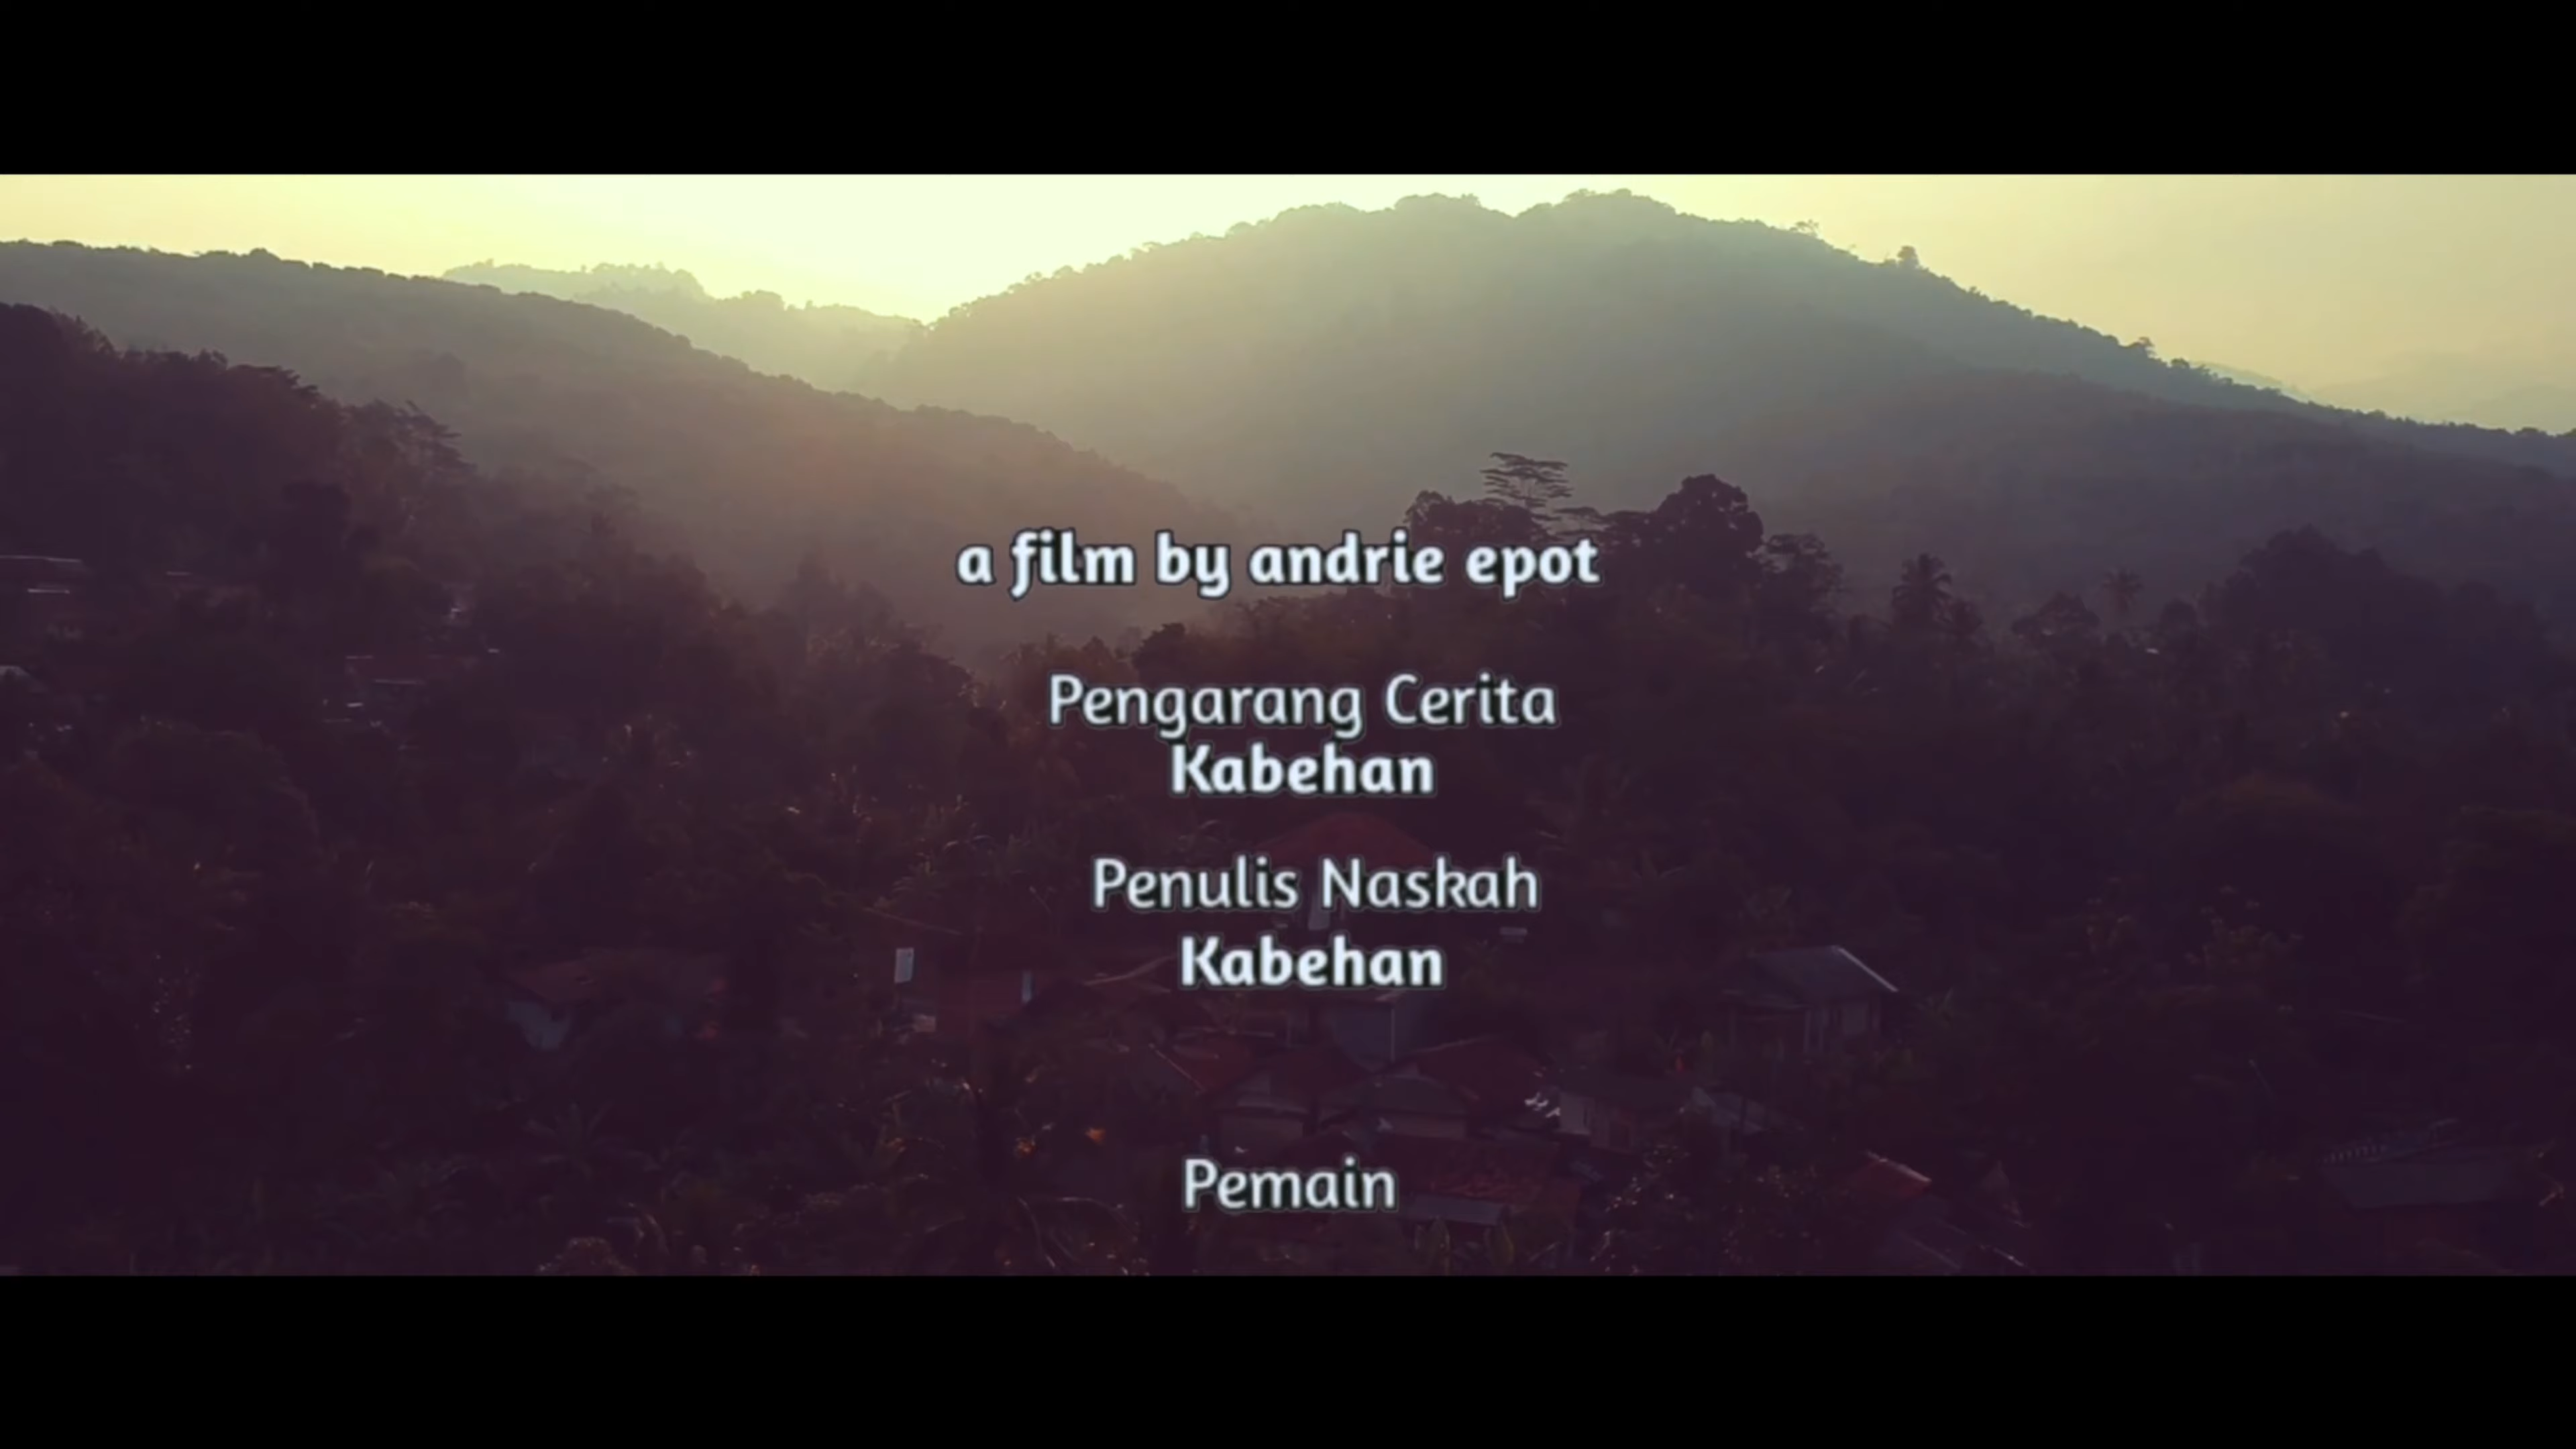 a film by andrie epot
Pengarang Cerita
Kabehan
Penulis Naskah
Kabehan
Pemain